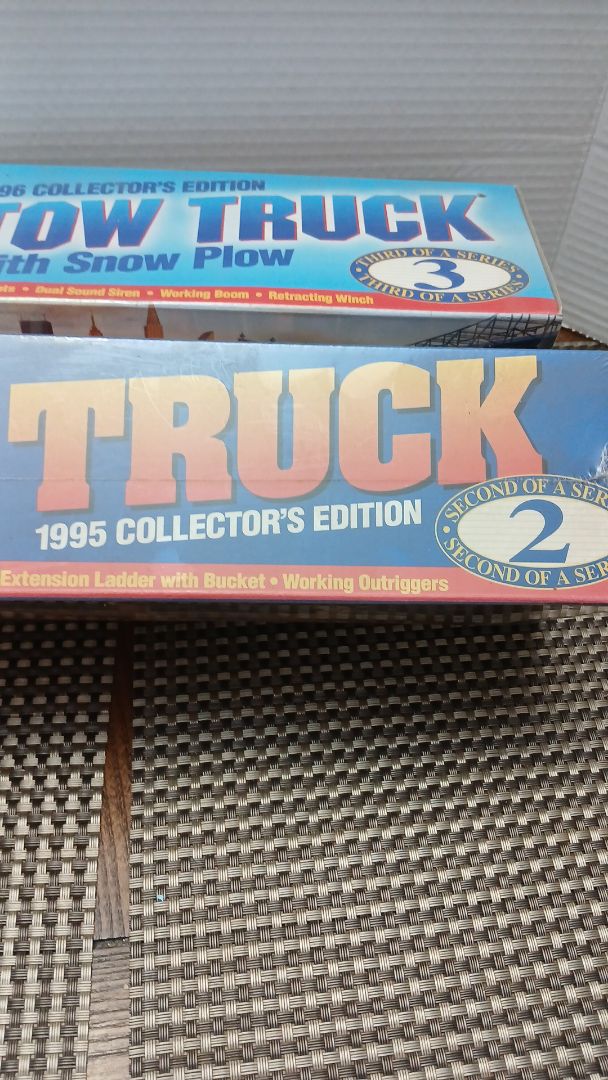 96 COLLECTOR'S EDITION
TOW TRUCK
ith Snow Plow
THIRD OF A SERIES
3
THIRD OF A SERIES
• Dual Sound Siren • Working Boom • Retracting Winch
TRUCK
1995 COLLECTOR'S EDITION
SECOND OF A SERI
2
SECOND OF A SER
Extension Ladder with Bucket • Working Outriggers